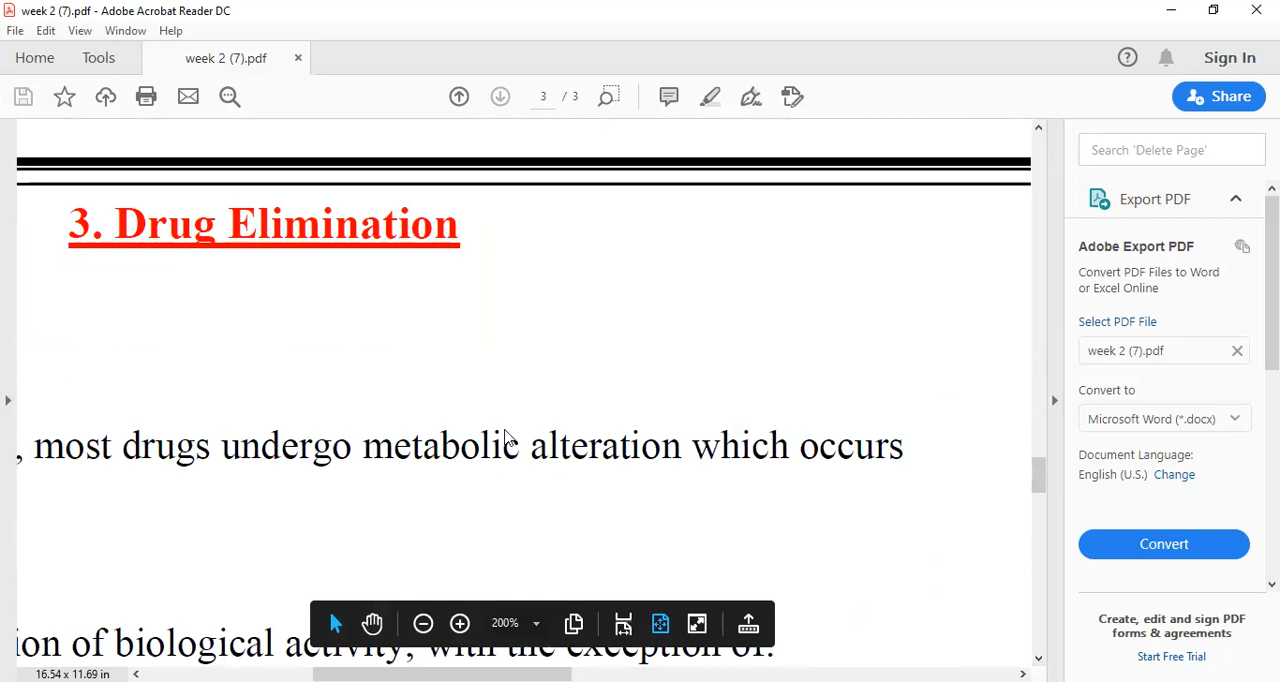 week 2 (7).pdf - Adobe Acrobat Reader DC
File Edit View Window Help
Home Tools week 2 (7).pdf Sign In
3 / 3 Share
Search 'Delete Page'
Export PDF
Adobe Export PDF
Convert PDF Files to Word
or Excel Online
Select PDF File
week 2 (7).pdf
Convert to
Microsoft Word (*.docx)
Document Language:
English (U.S.) Change
Convert
Create, edit and sign PDF
forms & agreements
Start Free Trial
3. Drug Elimination
, most drugs undergo metabolic alteration which occurs
ion of biological activity, with the exception of:
200%
16.54 x 11.69 in